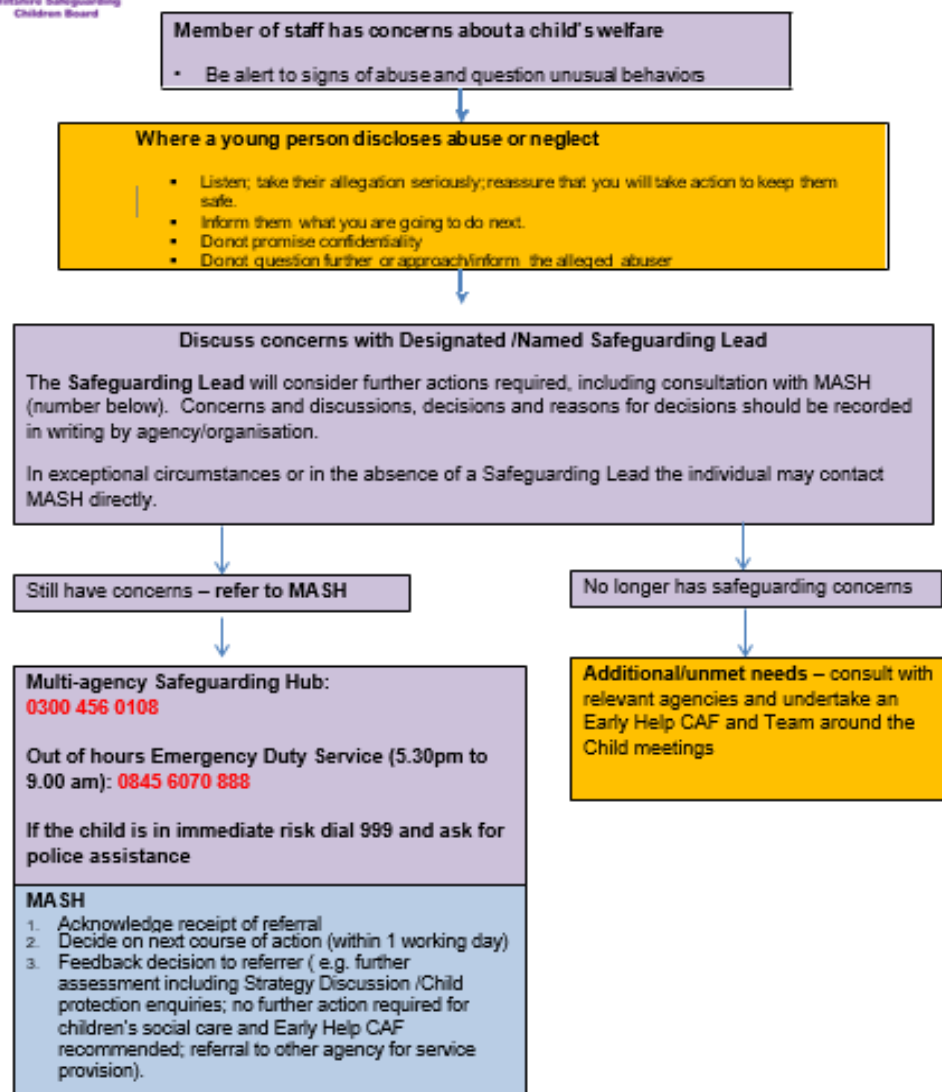 Wiltshire Safeguarding
Children Board
Member of staff has concerns about a child's welfare
• Be alert to signs of abuse and question unusual behaviors
Where a young person discloses abuse or neglect
▪ Listen; take their allegation seriously; reassure that you will take action to keep them
safe.
▪ Inform them what you are going to do next.
▪ Do not promise confidentiality
▪ Do not question further or approach/inform the alleged abuser
Discuss concerns with Designated /Named Safeguarding Lead
The Safeguarding Lead will consider further actions required, including consultation with MASH
(number below). Concerns and discussions, decisions and reasons for decisions should be recorded
in writing by agency/organisation.
In exceptional circumstances or in the absence of a Safeguarding Lead the individual may contact
MASH directly.
Still have concerns – refer to MASH
No longer has safeguarding concerns
Multi-agency Safeguarding Hub:
0300 456 0108
Out of hours Emergency Duty Service (5.30pm to
9.00 am): 0845 6070 888
If the child is in immediate risk dial 999 and ask for
police assistance
Additional/unmet needs – consult with
relevant agencies and undertake an
Early Help CAF and Team around the
Child meetings
MASH
1. Acknowledge receipt of referral
2. Decide on next course of action (within 1 working day)
3. Feedback decision to referrer ( e.g. further
assessment including Strategy Discussion /Child
protection enquiries; no further action required for
children's social care and Early Help CAF
recommended; referral to other agency for service
provision).